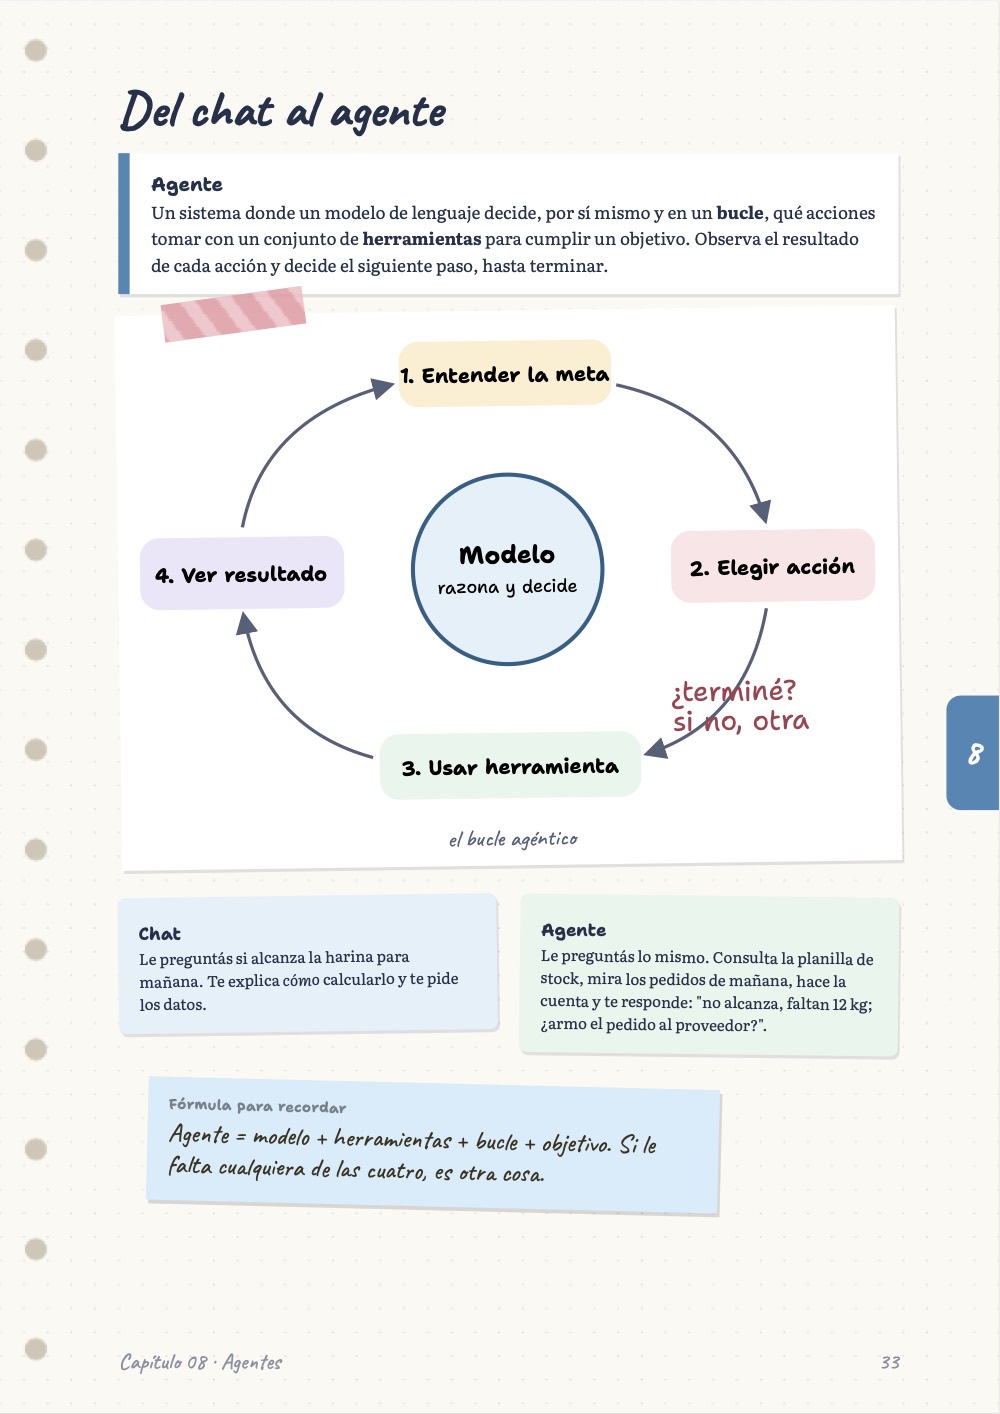 Del chat al agente
Agente
Un sistema donde un modelo de lenguaje decide, por sí mismo y en un bucle, qué acciones
tomar con un conjunto de herramientas para cumplir un objetivo. Observa el resultado
de cada acción y decide el siguiente paso, hasta terminar.
1. Entender la meta
Modelo
razona y decide
4. Ver resultado
2. Elegir acción
¿terminé?
si no, otra
3. Usar herramienta
el bucle agéntico
8
Chat
Le preguntás si alcanza la harina para
mañana. Te explica cómo calcularlo y te pide
los datos.
Agente
Le preguntás lo mismo. Consulta la planilla de
stock, mira los pedidos de mañana, hace la
cuenta y te responde: "no alcanza, faltan 12 kg;
¿armo el pedido al proveedor?".
Fórmula para recordar
Agente = modelo + herramientas + bucle + objetivo. Si le
falta cualquiera de las cuatro, es otra cosa.
Capítulo 08 · Agentes
33